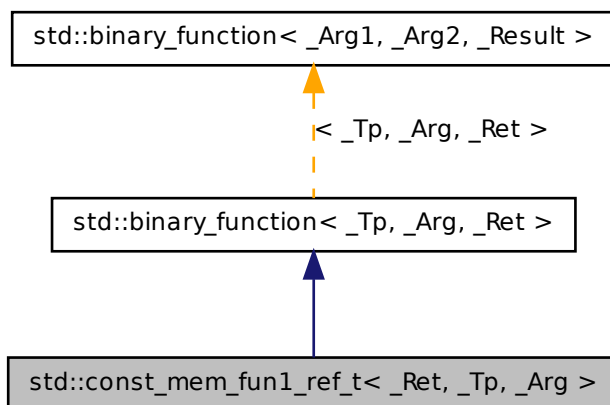 std::binary_function< _Arg1, _Arg2, _Result >
< _Tp, _Arg, _Ret >
std::binary_function< _Tp, _Arg, _Ret >
std::const_mem_fun1_ref_t< _Ret, _Tp, _Arg >